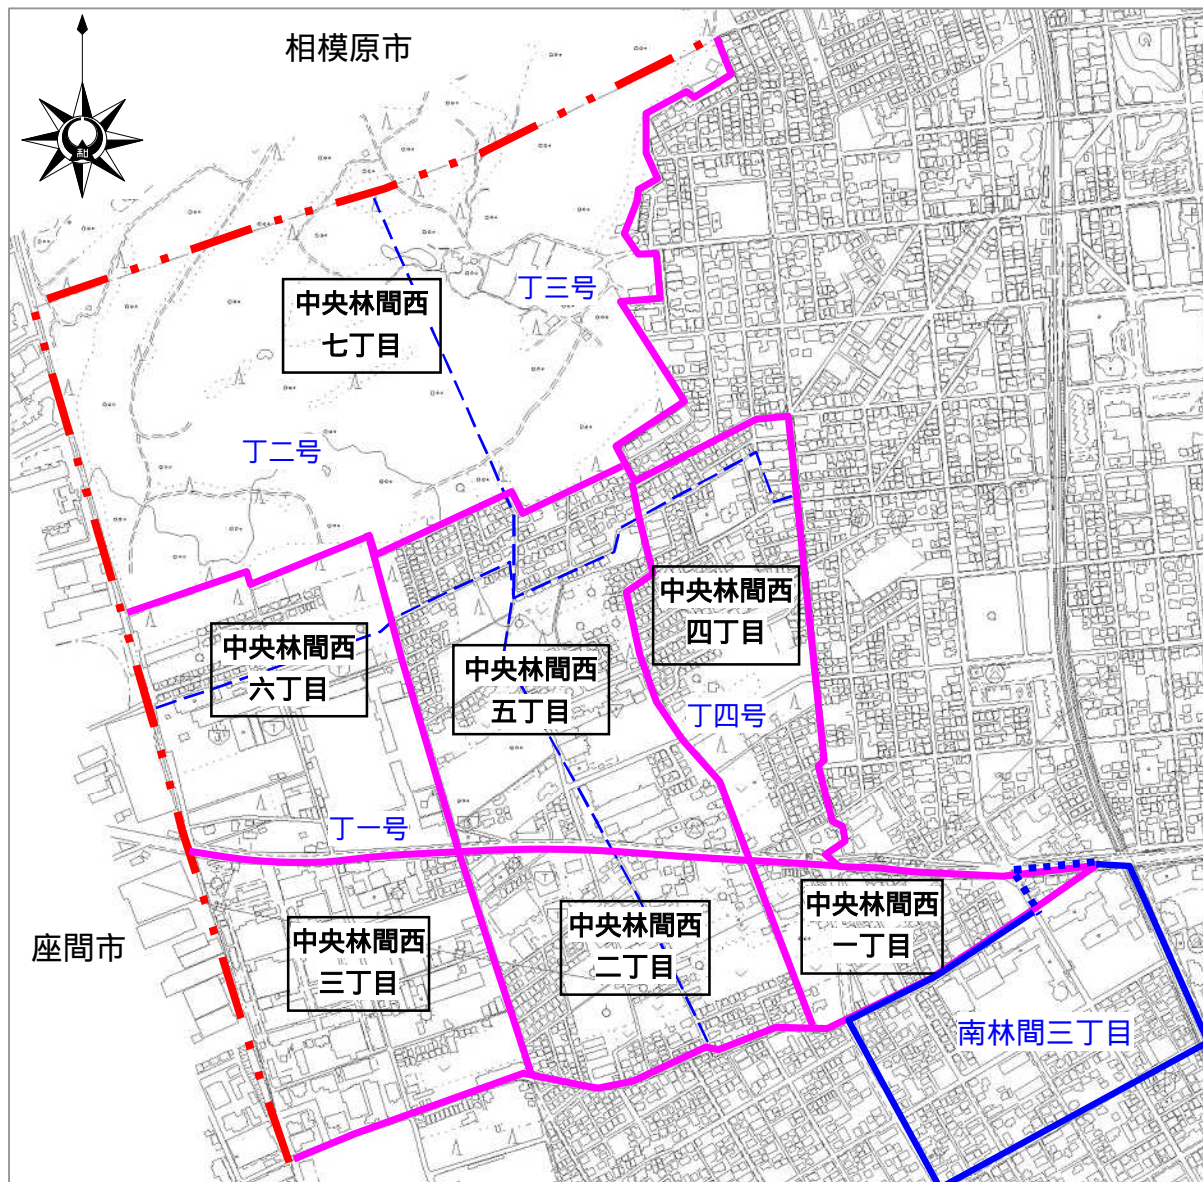 相模原市
丁三号
中央林間西
七丁目
丁二号
中央林間西
四丁目
中央林間西
六丁目
中央林間西
五丁目
丁四号
丁一号
中央林間西
一丁目
中央林間西
二丁目
中央林間西
三丁目
座間市
南林間三丁目